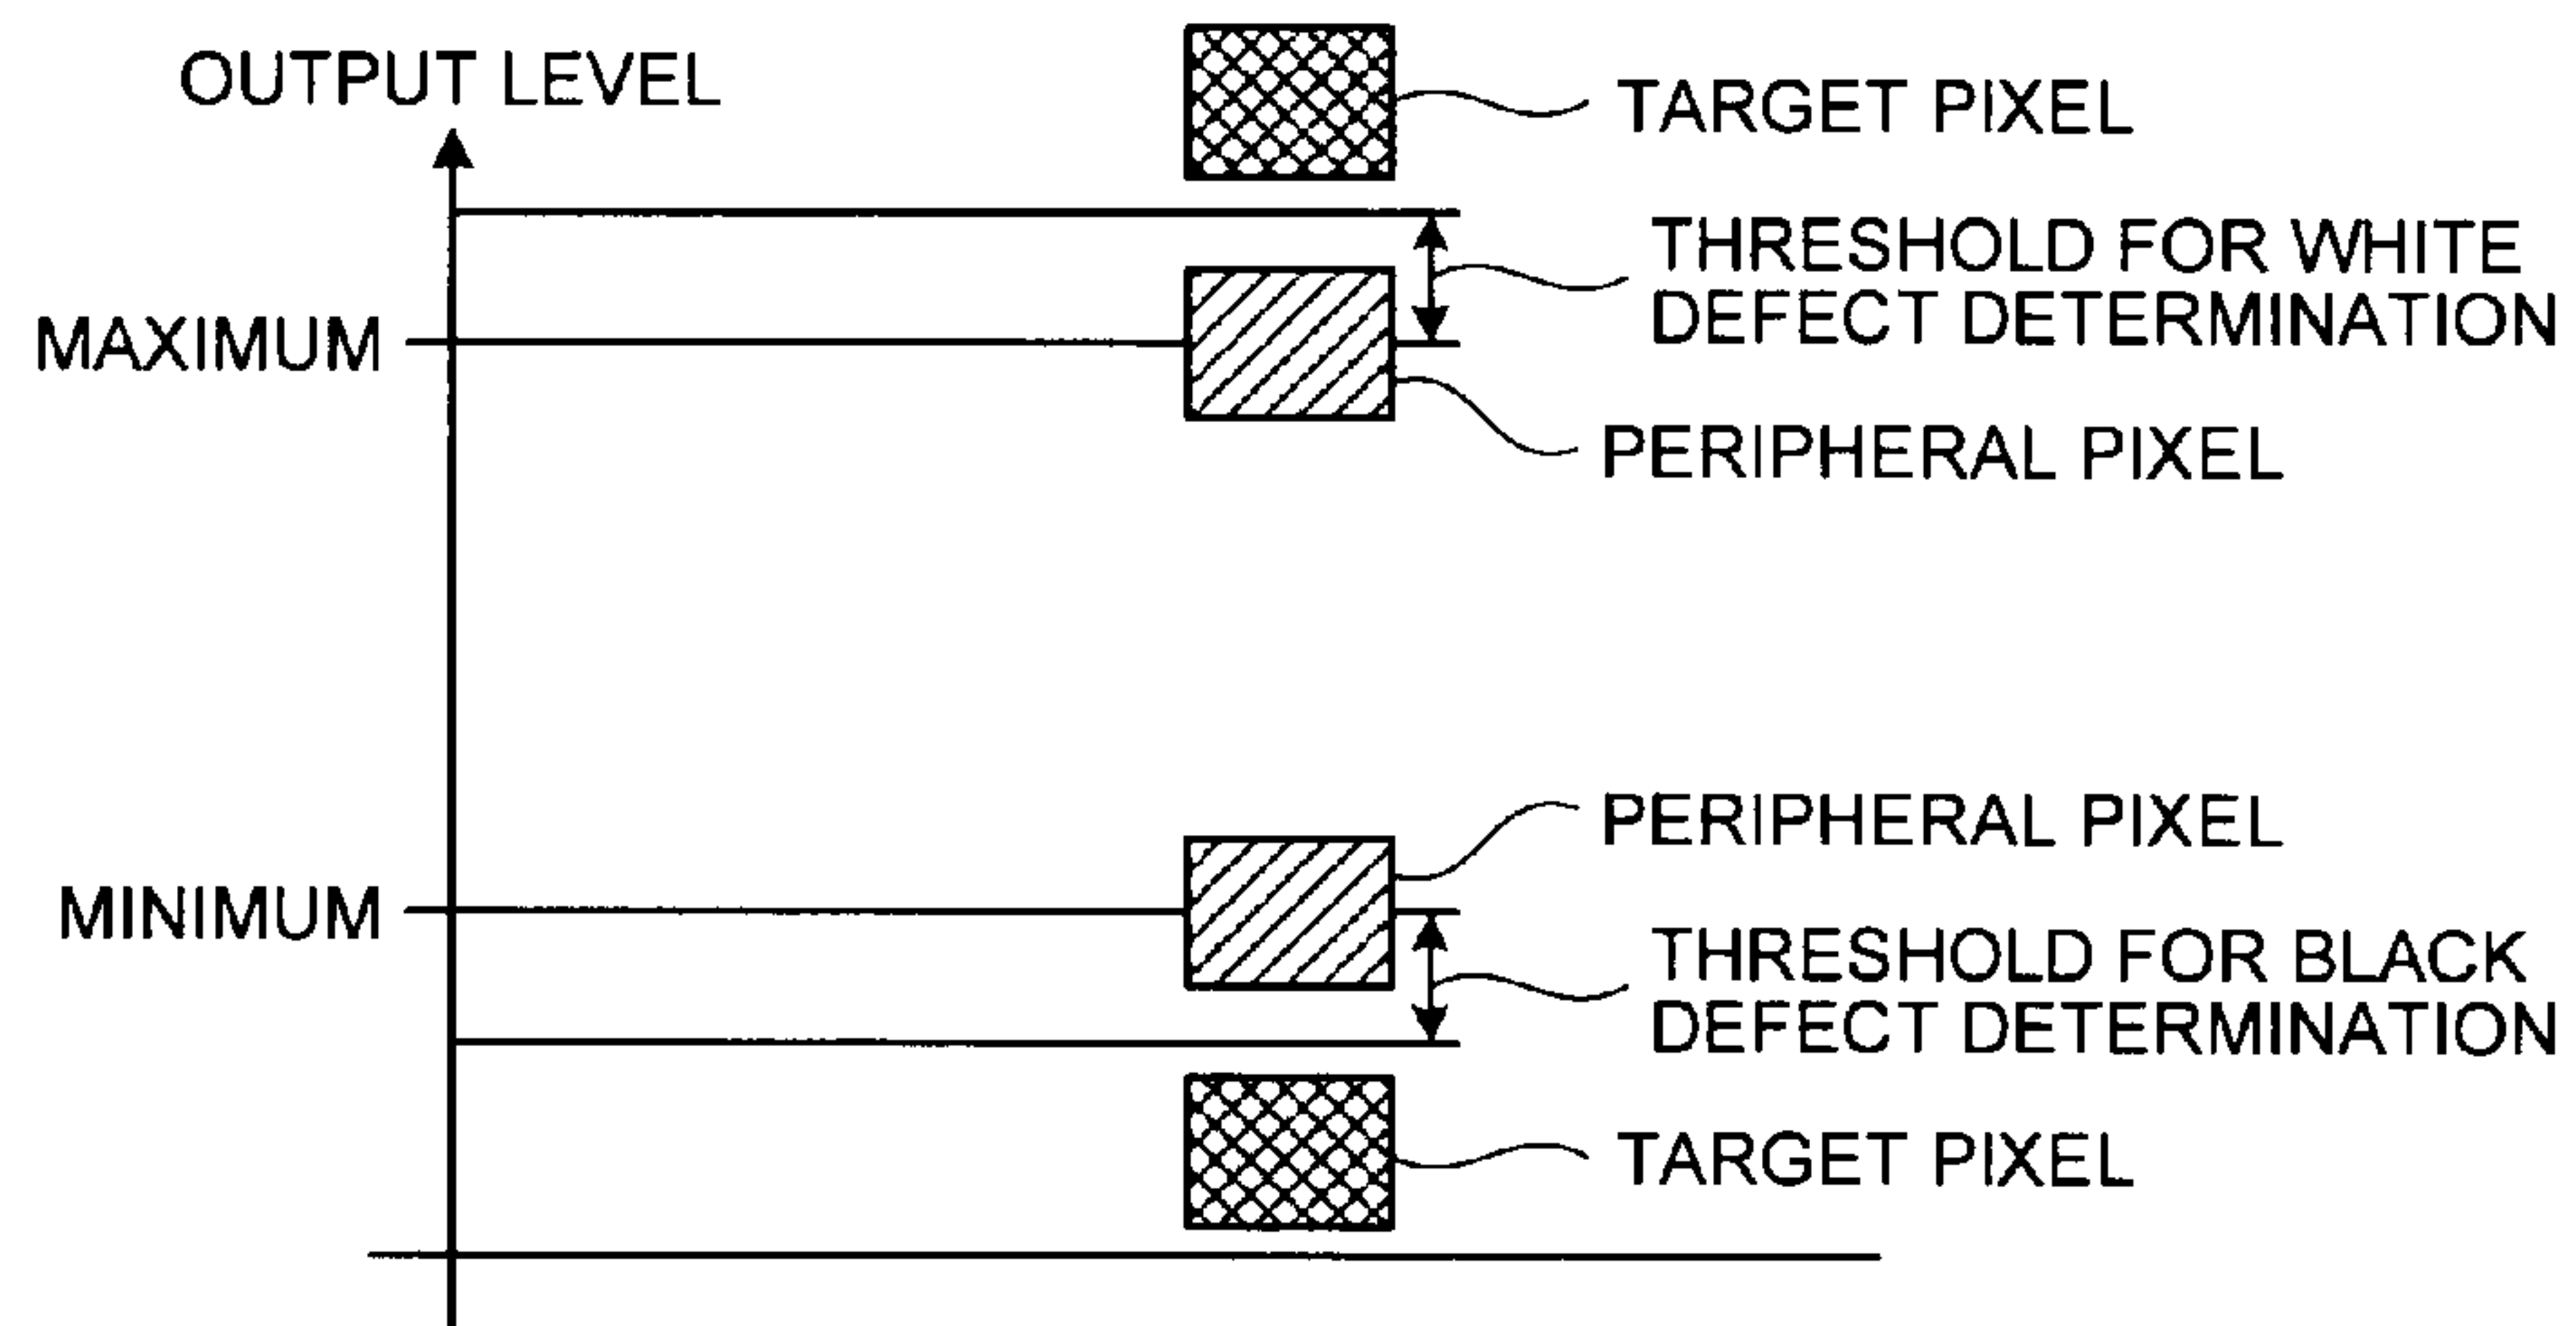 OUTPUT LEVEL
TARGET PIXEL
THRESHOLD FOR WHITE
DEFECT DETERMINATION
MAXIMUM
PERIPHERAL PIXEL
PERIPHERAL PIXEL
MINIMUM
THRESHOLD FOR BLACK
DEFECT DETERMINATION
TARGET PIXEL